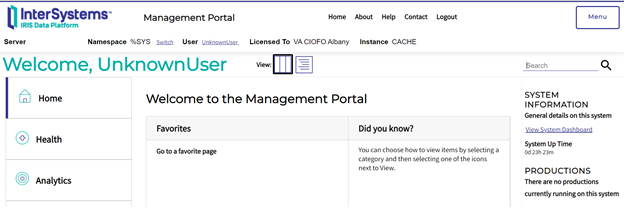 InterSystems™
IRIS Data Platform
Management Portal
Home About Help Contact Logout
Menu
Server Namespace %SYS Switch User UnknownUser Licensed To VA CIOFO Albany Instance CACHE
Welcome, UnknownUser
View:
Search
Home
Health
Analytics
Welcome to the Management Portal
Favorites
Go to a favorite page
Did you know?
You can choose how to view items by selecting a
category and then selecting one of the icons
next to View.
SYSTEM
INFORMATION
General details on this system
View System Dashboard
System Up Time
0d 23h 23m
PRODUCTIONS
There are no productions
currently running on this system